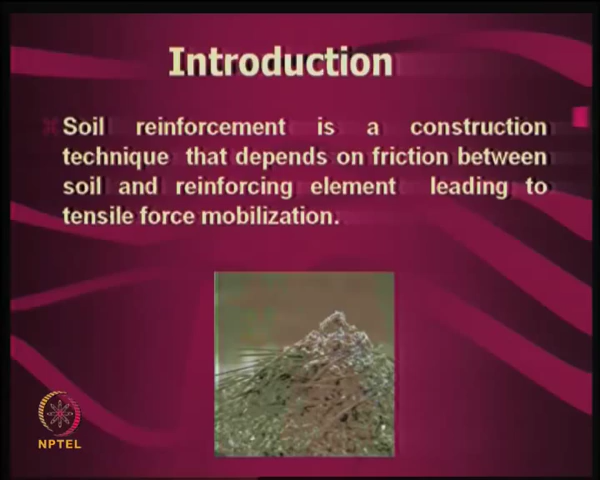 Introduction
Soil reinforcement is a construction
technique that depends on friction between
soil and reinforcing element leading to
tensile force mobilization.
NPTEL